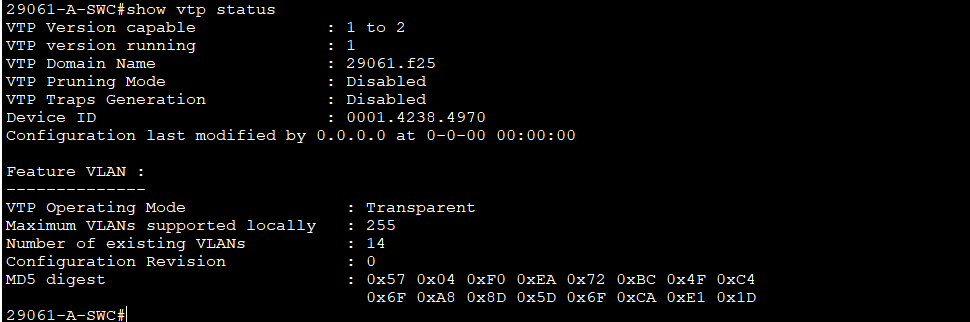 29061-A-SWC#show vtp status
VTP Version capable             : 1 to 2
VTP version running             : 1
VTP Domain Name                 : 29061.f25
VTP Pruning Mode                : Disabled
VTP Traps Generation            : Disabled
Device ID                       : 0001.4238.4970
Configuration last modified by 0.0.0.0 at 0-0-00 00:00:00
Feature VLAN :
--------------
VTP Operating Mode                : Transparent
Maximum VLANs supported locally   : 255
Number of existing VLANs          : 14
Configuration Revision            : 0
MD5 digest                        : 0x57 0x04 0xF0 0xEA 0x72 0xBC 0x4F 0xC4
                                    0x6F 0xA8 0x8D 0x5D 0x6F 0xCA 0xE1 0x1D
29061-A-SWC#